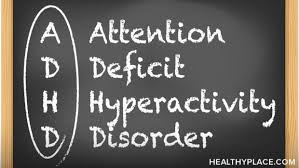 A Attention
D Deficit
H Hyperactivity
D Disorder
HEALTHYPLACE.COM